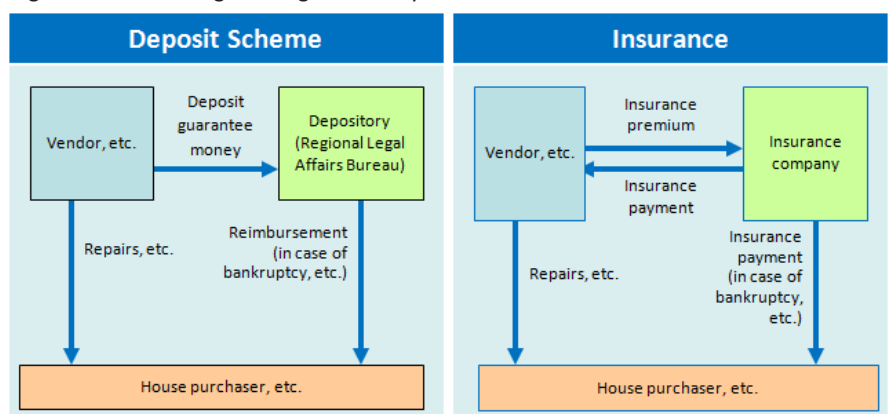 Deposit Scheme
Deposit
guarantee
money
Vendor, etc.
Depository
(Regional Legal
Affairs Bureau)
Repairs, etc.
Reimbursement
(in case of
bankruptcy, etc.)
House purchaser, etc.
Insurance
Insurance
premium
Vendor, etc.
Insurance
company
Insurance
payment
Repairs, etc.
Insurance
payment
(in case of
bankruptcy,
etc.)
House purchaser, etc.